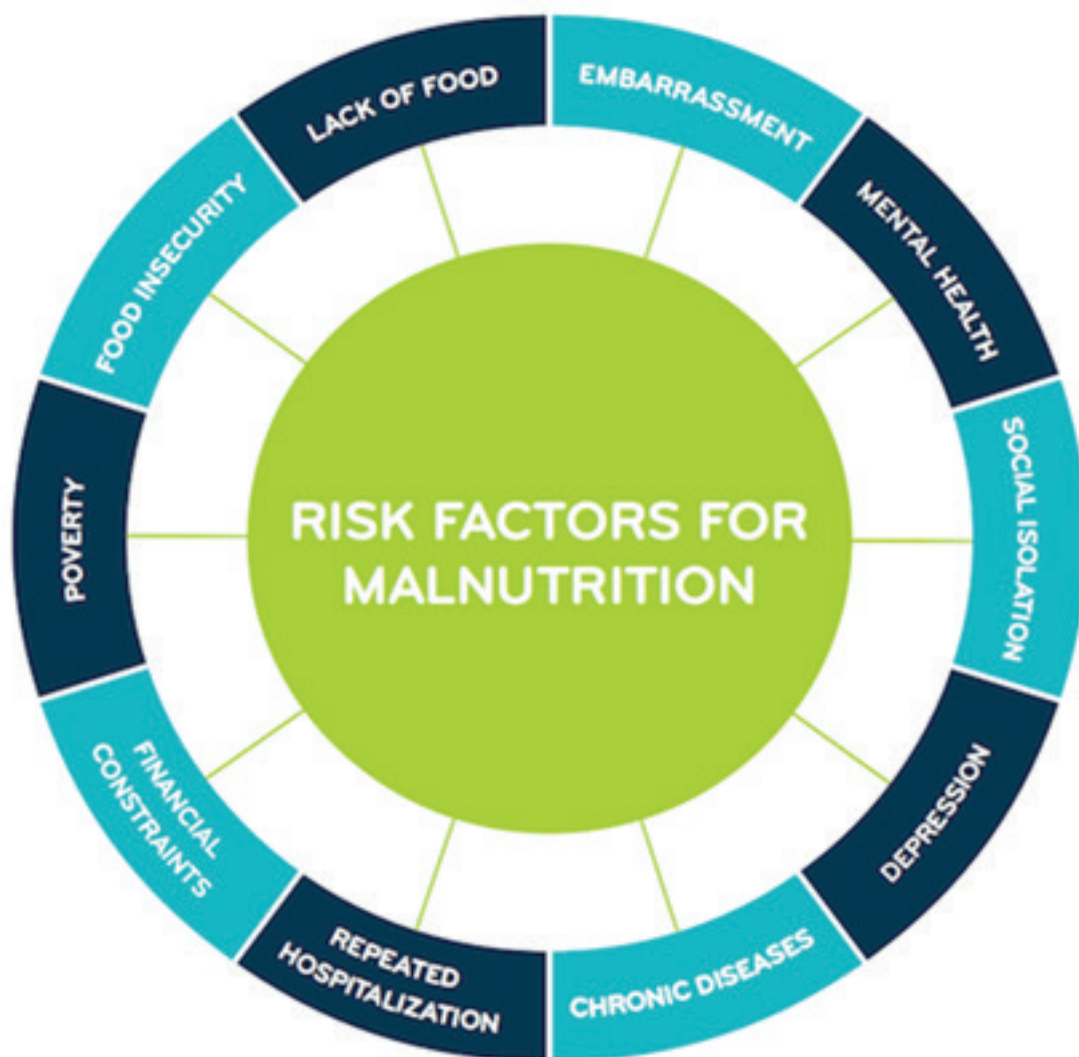 RISK FACTORS FOR
MALNUTRITION
EMBARRASSMENT
MENTAL HEALTH
SOCIAL ISOLATION
DEPRESSION
CHRONIC DISEASES
REPEATED
HOSPITALIZATION
FINANCIAL
CONSTRAINTS
POVERTY
FOOD INSECURITY
LACK OF FOOD